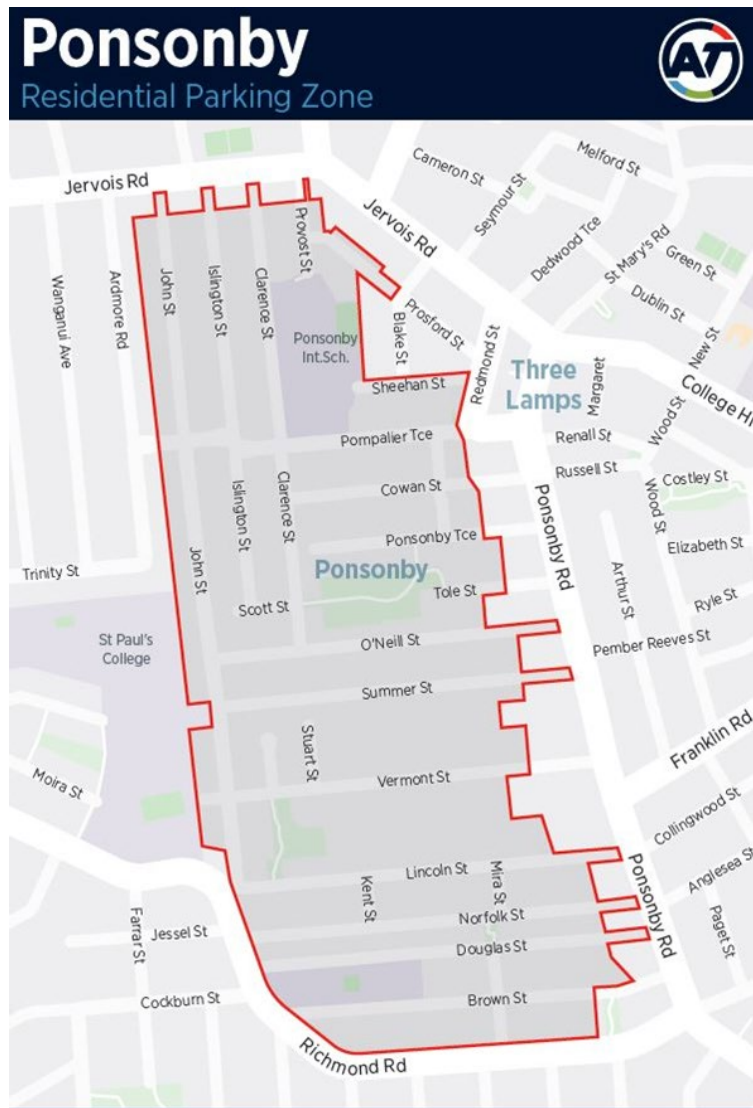 Ponsonby
Residential Parking Zone
AT
Jervois Rd
Cameron St
Melford St
Seymour St
Jervois Rd
Dedwood Tce
St Mary's Rd
Green St
Dublin St
New St
College Hi
Wanganui Ave
Ardmore Rd
John St
Islington St
Clarence St
Provost St
Ponsonby
Int.Sch.
Blake St
Prosford St
Redmond St
Three
Lamps
Margaret
Sheehan St
Pompalier Tce
Renall St
Wood St
Russell St
Costley St
Wood St
Cowan St
Islington St
Clarence St
Ponsonby Tce
Ponsonby Rd
Elizabeth St
Trinity St
John St
Ponsonby
Tole St
Arthur St
Ryle St
Scott St
St Paul's
College
O'Neill St
Pember Reeves St
Summer St
Stuart St
Franklin Rd
Moira St
Vermont St
Collingwood St
Lincoln St
Mira St
Kent St
Ponsonby Rd
Anglesea St
Paget St
Farrar St
Jessel St
Norfolk St
Douglas St
Cockburn St
Brown St
Richmond Rd